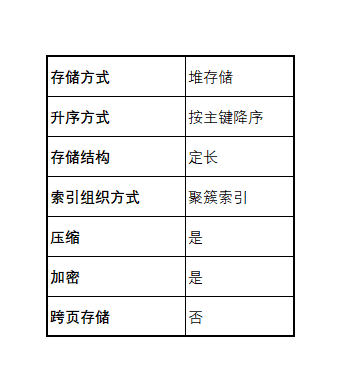 存储方式 堆存储
升序方式 按主键降序
存储结构 定长
索引组织方式 聚簇索引
压缩 是
加密 是
跨页存储 否